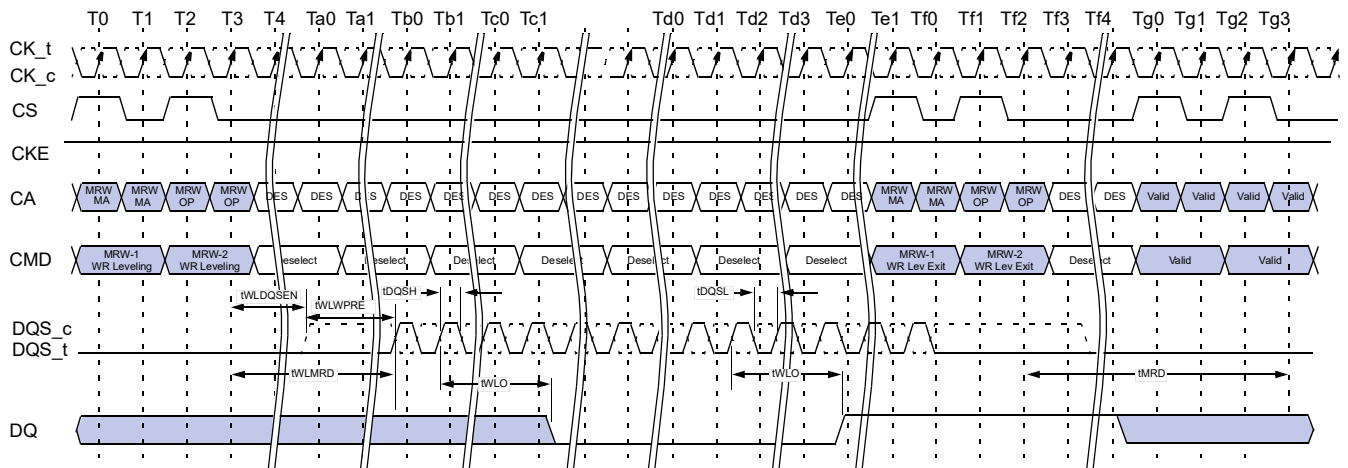 T0 T1 T2 T3 T4 Ta0 Ta1 Tb0 Tb1 Tc0 Tc1 Td0 Td1 Td2 Td3 Te0 Te1 Tf0 Tf1 Tf2 Tf3 Tf4 Tg0 Tg1 Tg2 Tg3
CK_t
CK_c
CS
CKE
CA
MRW MA
MRW MA
MRW OP
MRW OP
DES DES DES DES DES DES DES DES DES DES DES DES DES DES
MRW MA
MRW MA
MRW OP
MRW OP
DES DES Valid Valid Valid Valid
CMD
MRW-1
WR Leveling
MRW-2
WR Leveling
Deselect Deselect Deselect Deselect Deselect Deselect Deselect
MRW-1
WR Lev Exit
MRW-2
WR Lev Exit
Deselect Valid Valid
tWLDQSEN tWLWPRE tDQSH tDQSL
DQS_c
DQS_t
tWLMRD tWLO tWLO tMRD
DQ